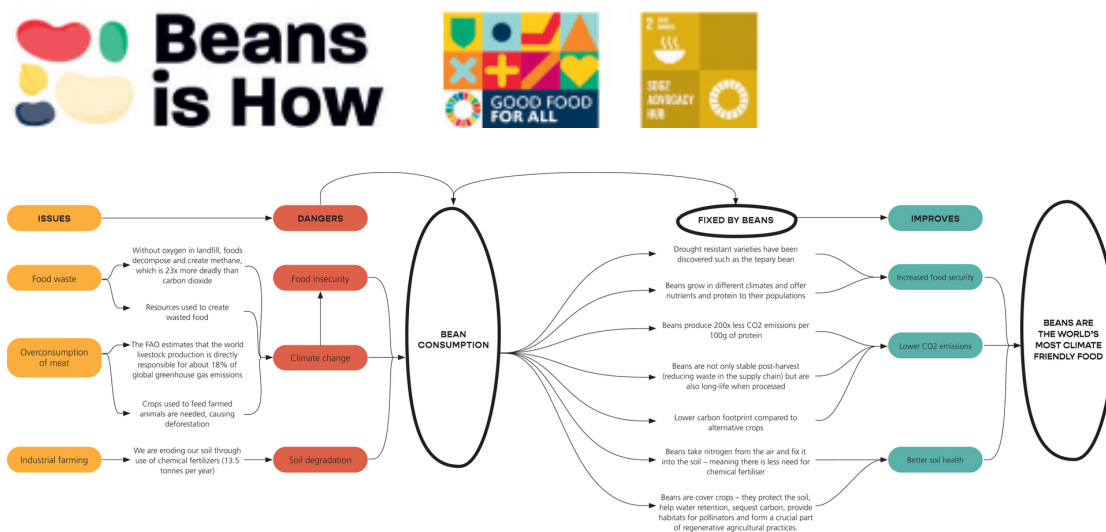 Beans
is How
GOOD FOOD
FOR ALL
2 ZERO
HUNGER
SDG2
ADVOCACY
HUB
ISSUES
DANGERS
FIXED BY BEANS
IMPROVES
Food waste
Without oxygen in landfill, foods
decompose and create methane,
which is 23x more deadly than
carbon dioxide
Resources used to create
wasted food
Overconsumption
of meat
The FAO estimates that the world
livestock production is directly
responsible for about 18% of
global greenhouse gas emissions
Crops used to feed farmed
animals are needed, causing
deforestation
Industrial farming
We are eroding our soil through
use of chemical fertilizers (13.5
tonnes per year)
Food insecurity
Climate change
Soil degradation
BEAN
CONSUMPTION
Drought resistant varieties have been
discovered such as the tepary bean
Beans grow in different climates and offer
nutrients and protein to their populations
Beans produce 200x less CO2 emissions per
100g of protein
Beans are not only stable post-harvest
(reducing waste in the supply chain) but are
also long-life when processed
Lower carbon footprint compared to
alternative crops
Beans take nitrogen from the air and fix it
into the soil – meaning there is less need for
chemical fertiliser
Beans are cover crops – they protect the soil,
help water retention, sequest carbon, provide
habitats for pollinators and form a crucial part
of regenerative agricultural practices.
Increased food security
Lower CO2 emissions
Better soil health
BEANS ARE
THE WORLD'S
MOST CLIMATE
FRIENDLY FOOD